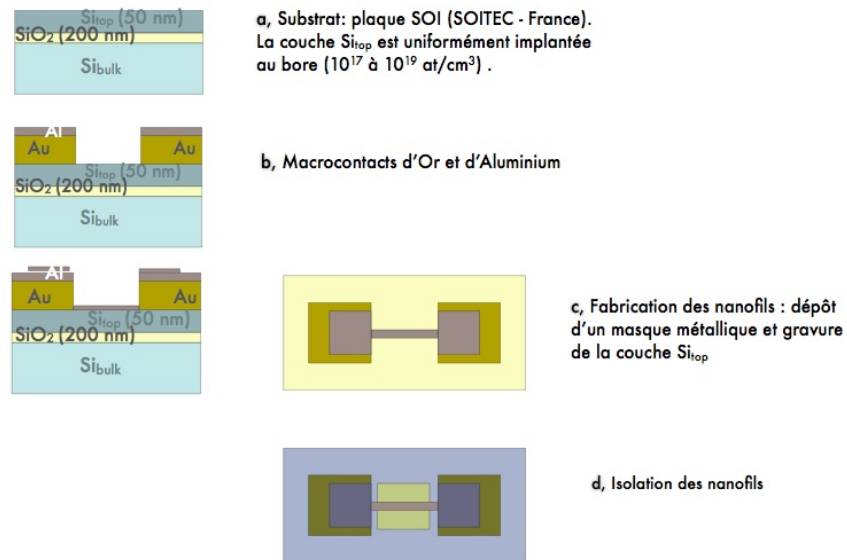 Si_top (50 nm)
SiO₂ (200 nm)
Si_bulk
a, Substrat: plaque SOI (SOITEC - France).
La couche Si_top est uniformément implantée
au bore (10¹⁷ à 10¹⁹ at/cm³) .
Al
Au Au
Si_top (50 nm)
SiO₂ (200 nm)
Si_bulk
b, Macrocontacts d'Or et d'Aluminium
Al
Au Au
Si_top (50 nm)
SiO₂ (200 nm)
Si_bulk
c, Fabrication des nanofils : dépôt
d'un masque métallique et gravure
de la couche Si_top
d, Isolation des nanofils